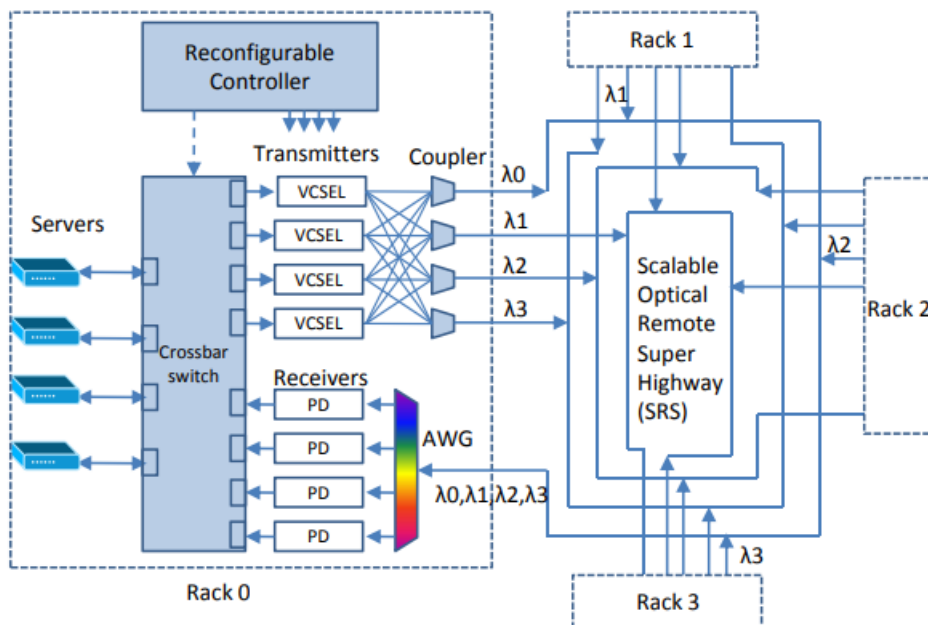 Reconfigurable
Controller
Rack 1
λ1
Transmitters
Coupler
VCSEL
λ0
Servers
VCSEL
λ1
λ2
VCSEL
λ2
Scalable
Optical
Remote
Super
Highway
(SRS)
Rack 2
VCSEL
λ3
Crossbar
switch
Receivers
PD
AWG
PD
λ0,λ1,λ2,λ3
PD
PD
λ3
Rack 0
Rack 3